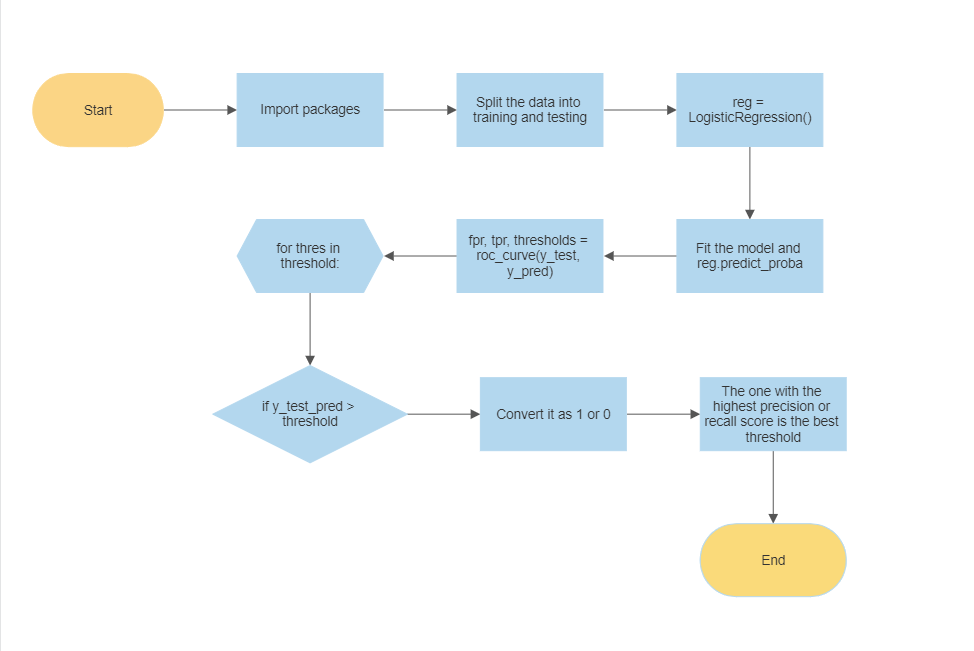 Start
Import packages
Split the data into
training and testing
reg =
LogisticRegression()
Fit the model and
reg.predict_proba
fpr, tpr, thresholds =
roc_curve(y_test,
y_pred)
for thres in
threshold:
if y_test_pred >
threshold
Convert it as 1 or 0
The one with the
highest precision or
recall score is the best
threshold
End